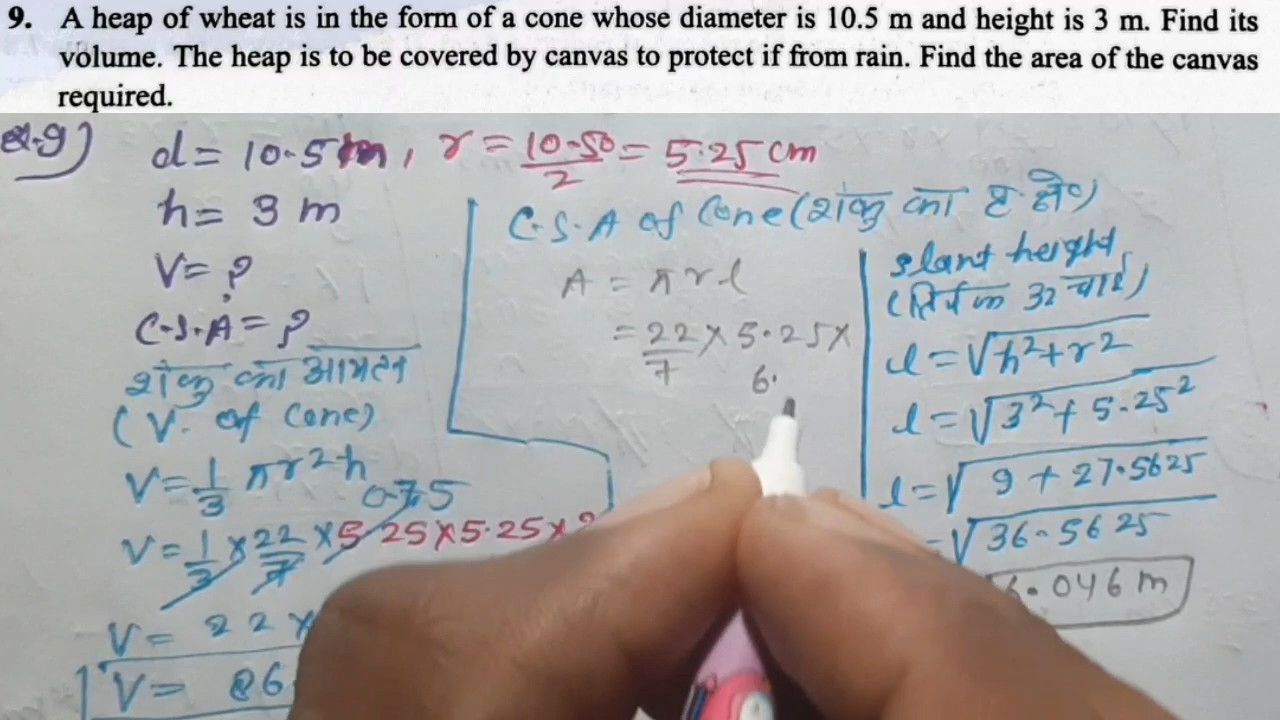 9. A heap of wheat is in the form of a cone whose diameter is 10.5 m and height is 3 m. Find its
volume. The heap is to be covered by canvas to protect if from rain. Find the area of the canvas
required.
Q.9) d = 10.5 m, r = 10.50/2 = 5.25 cm
h = 3 m
V = ?
C.S.A = ?
शंकु का आयतन
(V. of Cone)
V = 1/3 πr²h
0.75
V = 1/3 × 22/7 × 5.25 × 5.25 ×
V = 22 ×
V =
C.S.A of Cone (शंकु का
A = πrl
= 22/7 × 5.25 ×
6.
slant height
l = √h²+r²
l = √3² + 5.25²
l = √9 + 27.5625
= √36.5625
6.046 m